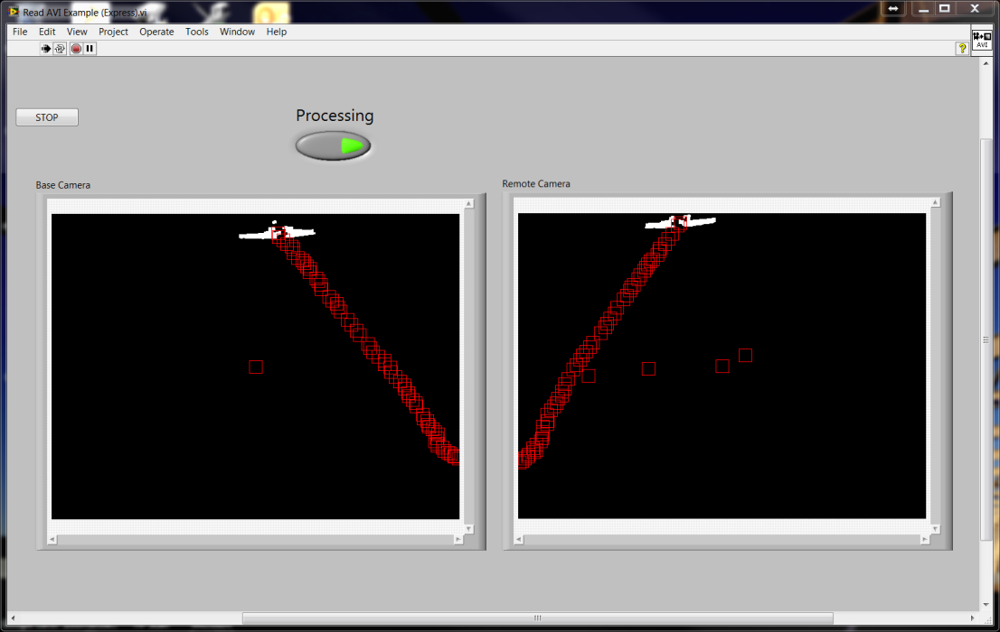 Read AVI Example (Express).vi
File Edit View Project Operate Tools Window Help
?
AVI
STOP
Processing
Base Camera
Remote Camera